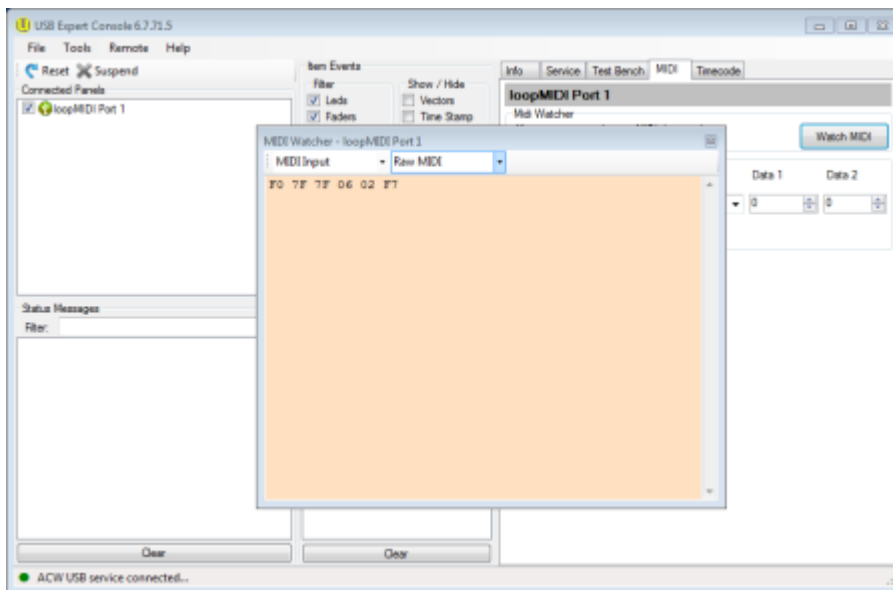 USB Expert Console 6.7.71.5
File Tools Remote Help
Reset Suspend
Connected Panels
loopMIDI Port 1
Item Events
Filter
Leds
Faders
Show / Hide
Vectors
Time Stamp
Info Service Test Bench MIDI Timecode
loopMIDI Port 1
Midi Watcher
Watch MIDI
Data 1 Data 2
0 0
MIDI Watcher - loopMIDI Port 1
MIDI Input Raw MIDI
F0 7F 7F 06 02 F7
Status Messages
Filter:
Clear Clear
ACW USB service connected...